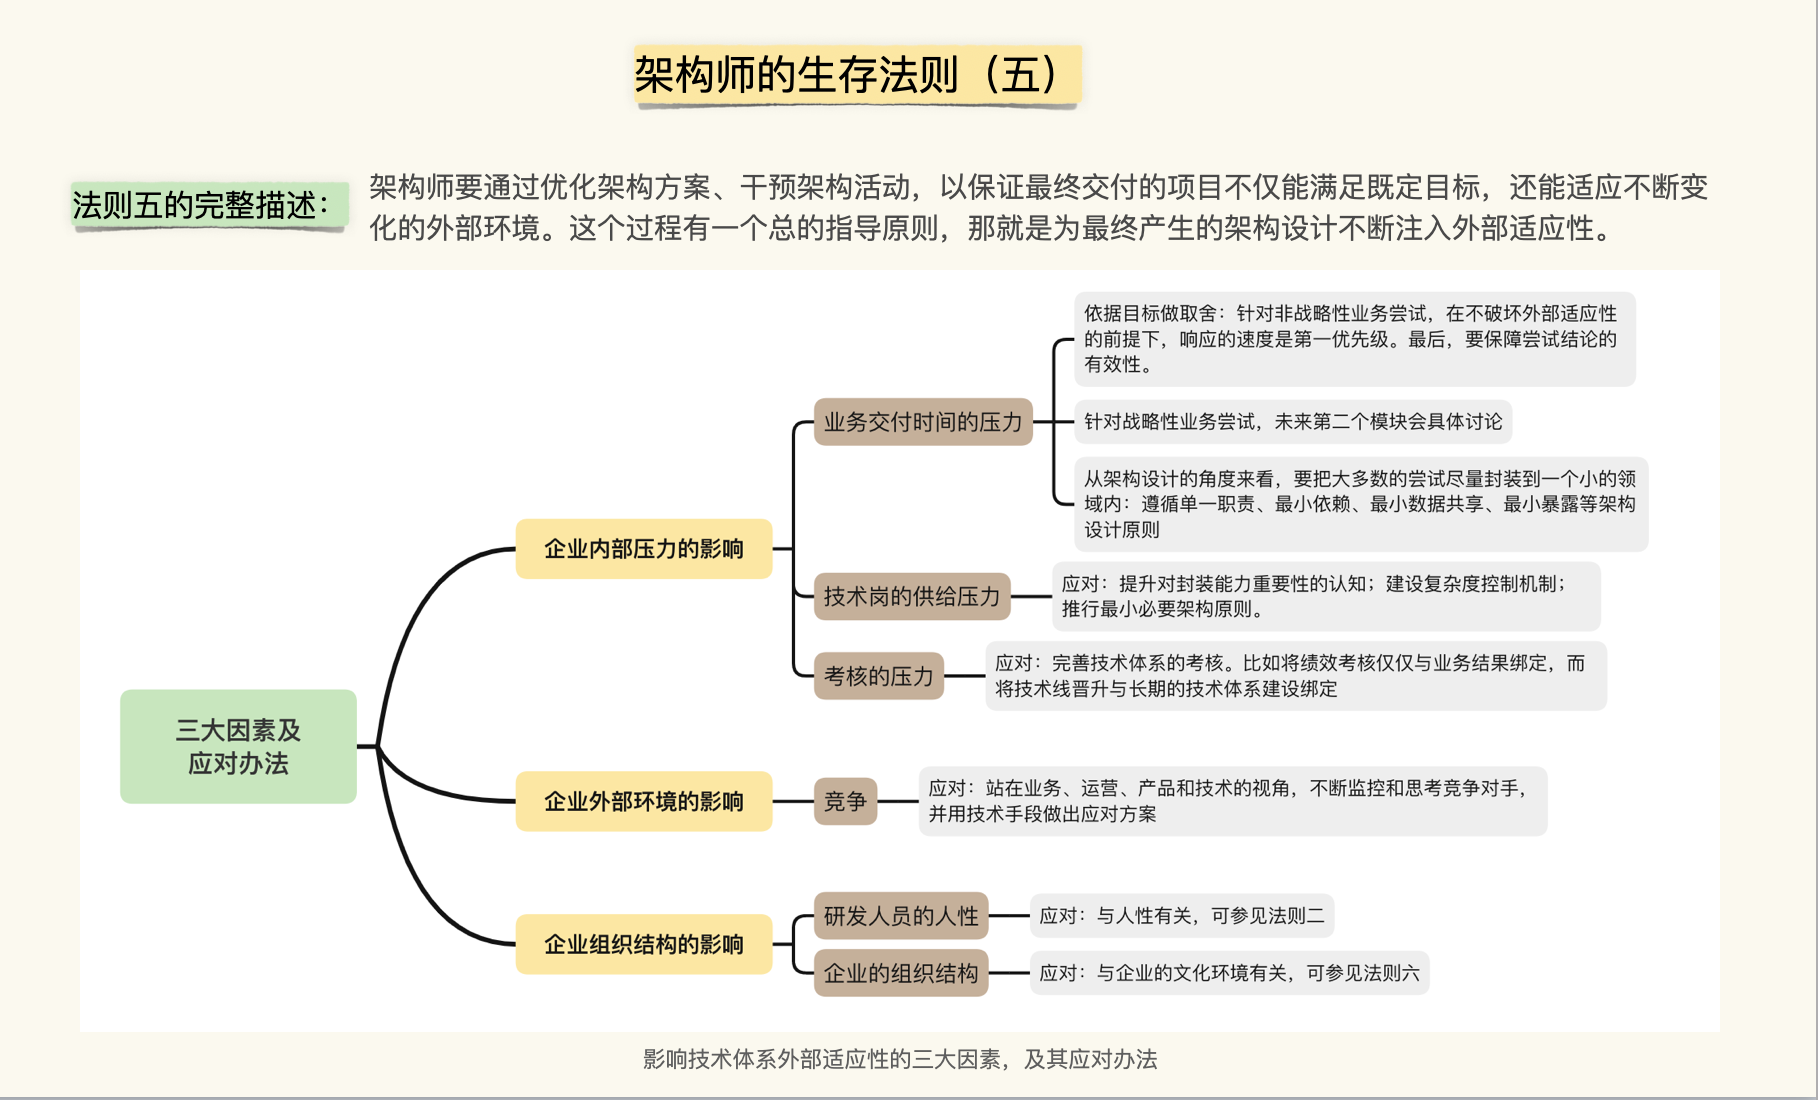 架构师的生存法则（五）
法则五的完整描述：
架构师要通过优化架构方案、干预架构活动，以保证最终交付的项目不仅能满足既定目标，还能适应不断变
化的外部环境。这个过程有一个总的指导原则，那就是为最终产生的架构设计不断注入外部适应性。
三大因素及
应对办法
企业内部压力的影响
业务交付时间的压力
依据目标做取舍：针对非战略性业务尝试，在不破坏外部适应性
的前提下，响应的速度是第一优先级。最后，要保障尝试结论的
有效性。
针对战略性业务尝试，未来第二个模块会具体讨论
从架构设计的角度来看，要把大多数的尝试尽量封装到一个小的领
域内：遵循单一职责、最小依赖、最小数据共享、最小暴露等架构
设计原则
技术岗的供给压力
应对：提升对封装能力重要性的认知；建设复杂度控制机制；
推行最小必要架构原则。
考核的压力
应对：完善技术体系的考核。比如将绩效考核仅仅与业务结果绑定，而
将技术线晋升与长期的技术体系建设绑定
企业外部环境的影响
竞争
应对：站在业务、运营、产品和技术的视角，不断监控和思考竞争对手，
并用技术手段做出应对方案
企业组织结构的影响
研发人员的人性
应对：与人性有关，可参见法则二
企业的组织结构
应对：与企业的文化环境有关，可参见法则六
影响技术体系外部适应性的三大因素，及其应对办法